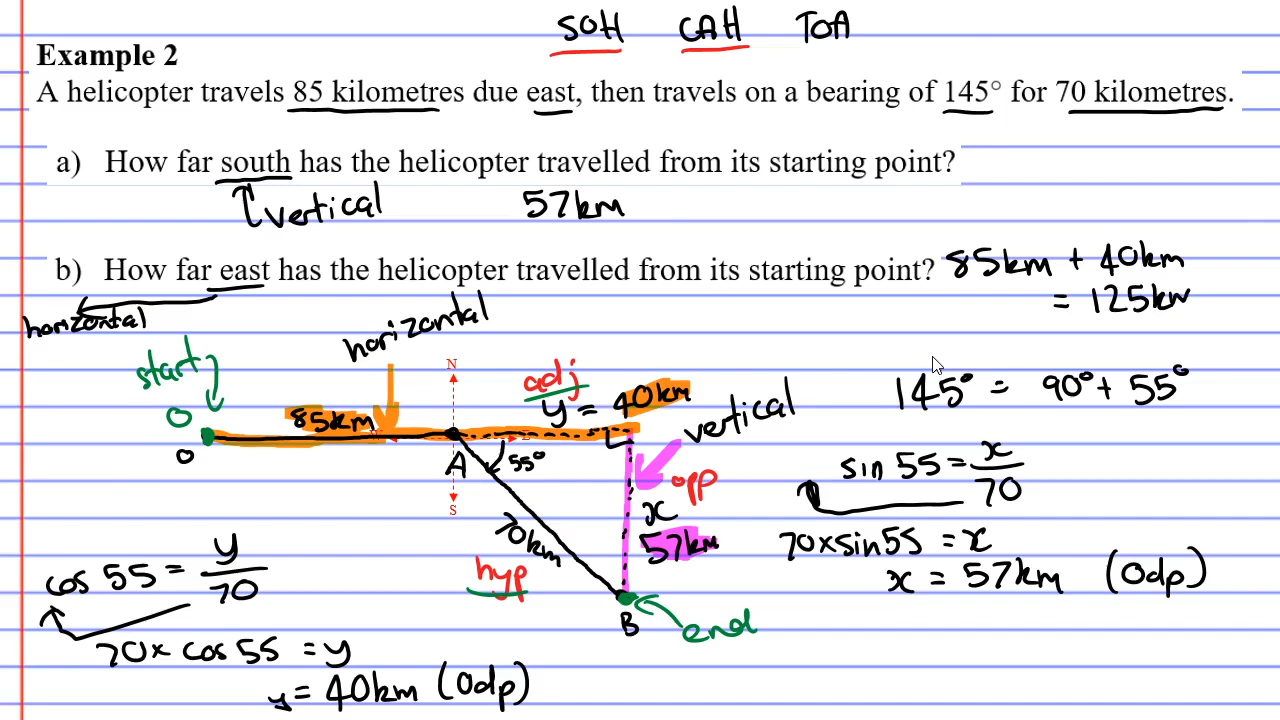 SOH CAH TOA
Example 2
A helicopter travels 85 kilometres due east, then travels on a bearing of 145° for 70 kilometres.
a) How far south has the helicopter travelled from its starting point?
vertical
57km
b) How far east has the helicopter travelled from its starting point?
85km + 40km
= 125km
horizontal
horizontal
start
O
O
85km
W
N
E
S
A
55°
adj
y = 40km
vertical
145° = 90° + 55°
opp
x
57km
70km
hyp
B
end
sin 55 = x/70
70×sin55 = x
x = 57km (0dp)
cos 55 = y/70
70× cos 55 = y
y = 40km (0dp)